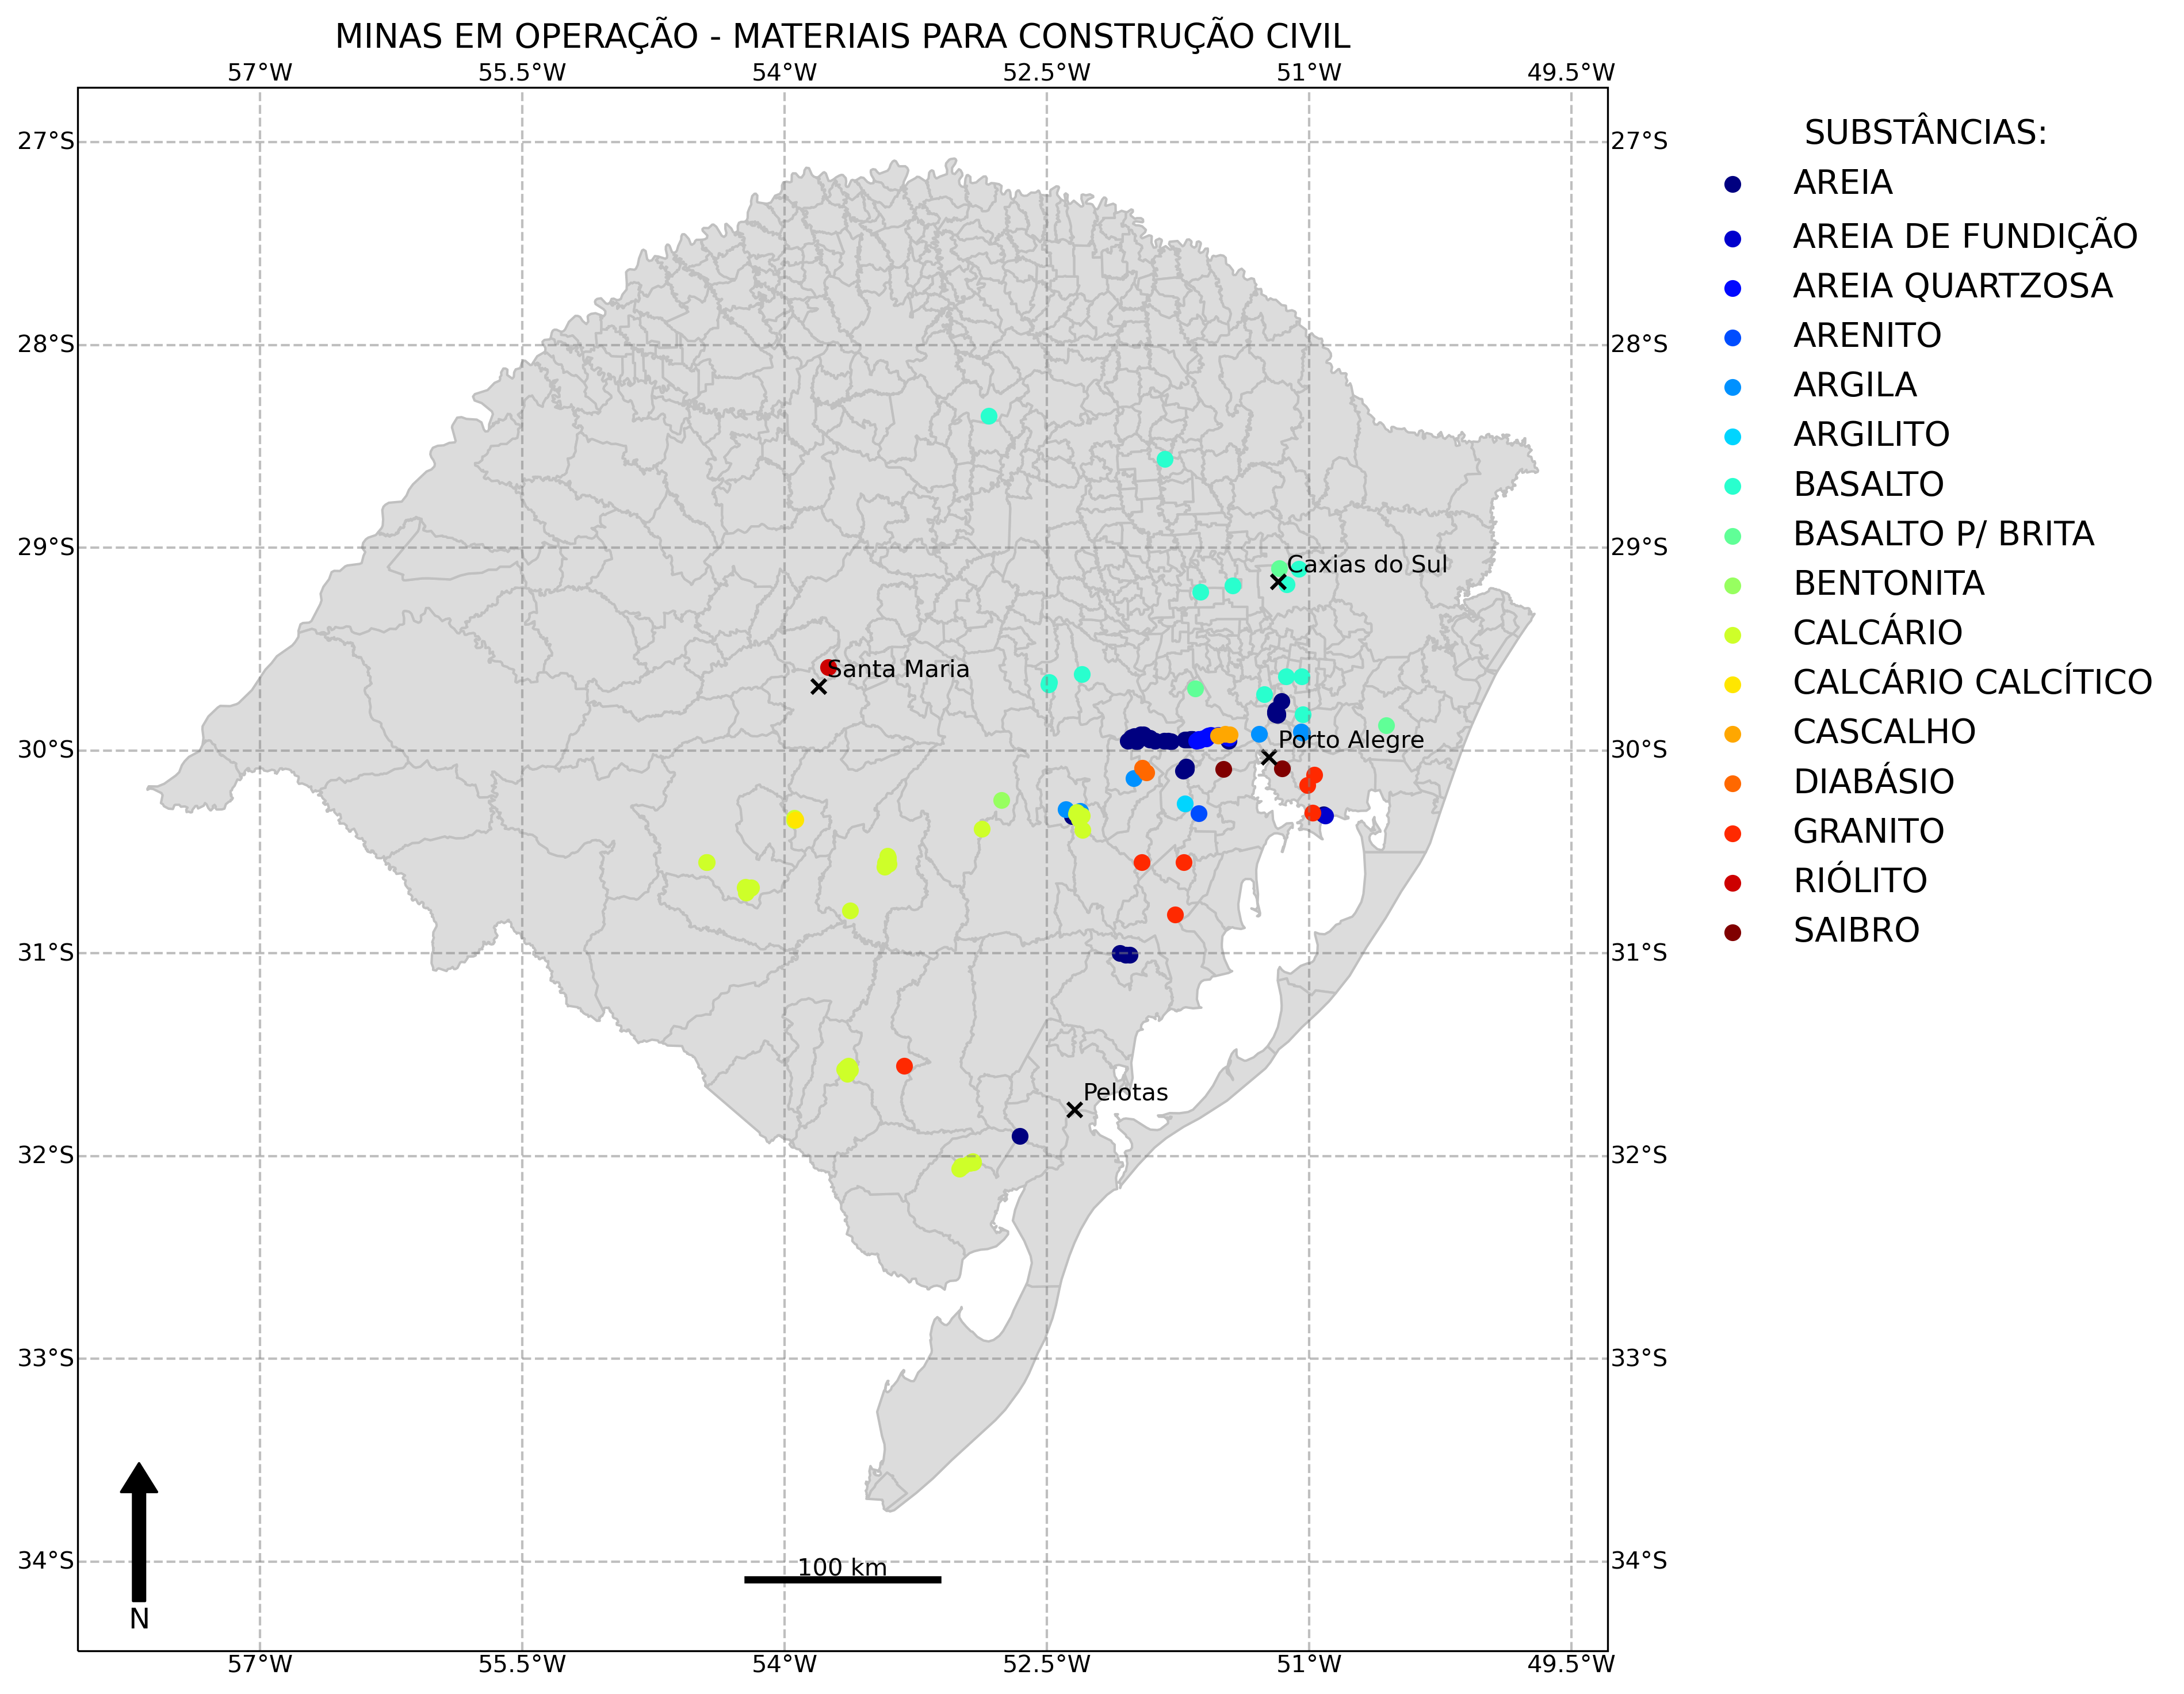 MINAS EM OPERAÇÃO - MATERIAIS PARA CONSTRUÇÃO CIVIL
57°W 55.5°W 54°W 52.5°W 51°W 49.5°W
27°S 27°S
28°S 28°S
29°S 29°S
30°S 30°S
31°S 31°S
32°S 32°S
33°S 33°S
34°S 34°S
Caxias do Sul
Santa Maria
Porto Alegre
Pelotas
100 km
N
57°W 55.5°W 54°W 52.5°W 51°W 49.5°W
SUBSTÂNCIAS:
AREIA
AREIA DE FUNDIÇÃO
AREIA QUARTZOSA
ARENITO
ARGILA
ARGILITO
BASALTO
BASALTO P/ BRITA
BENTONITA
CALCÁRIO
CALCÁRIO CALCÍTICO
CASCALHO
DIABÁSIO
GRANITO
RIÓLITO
SAIBRO